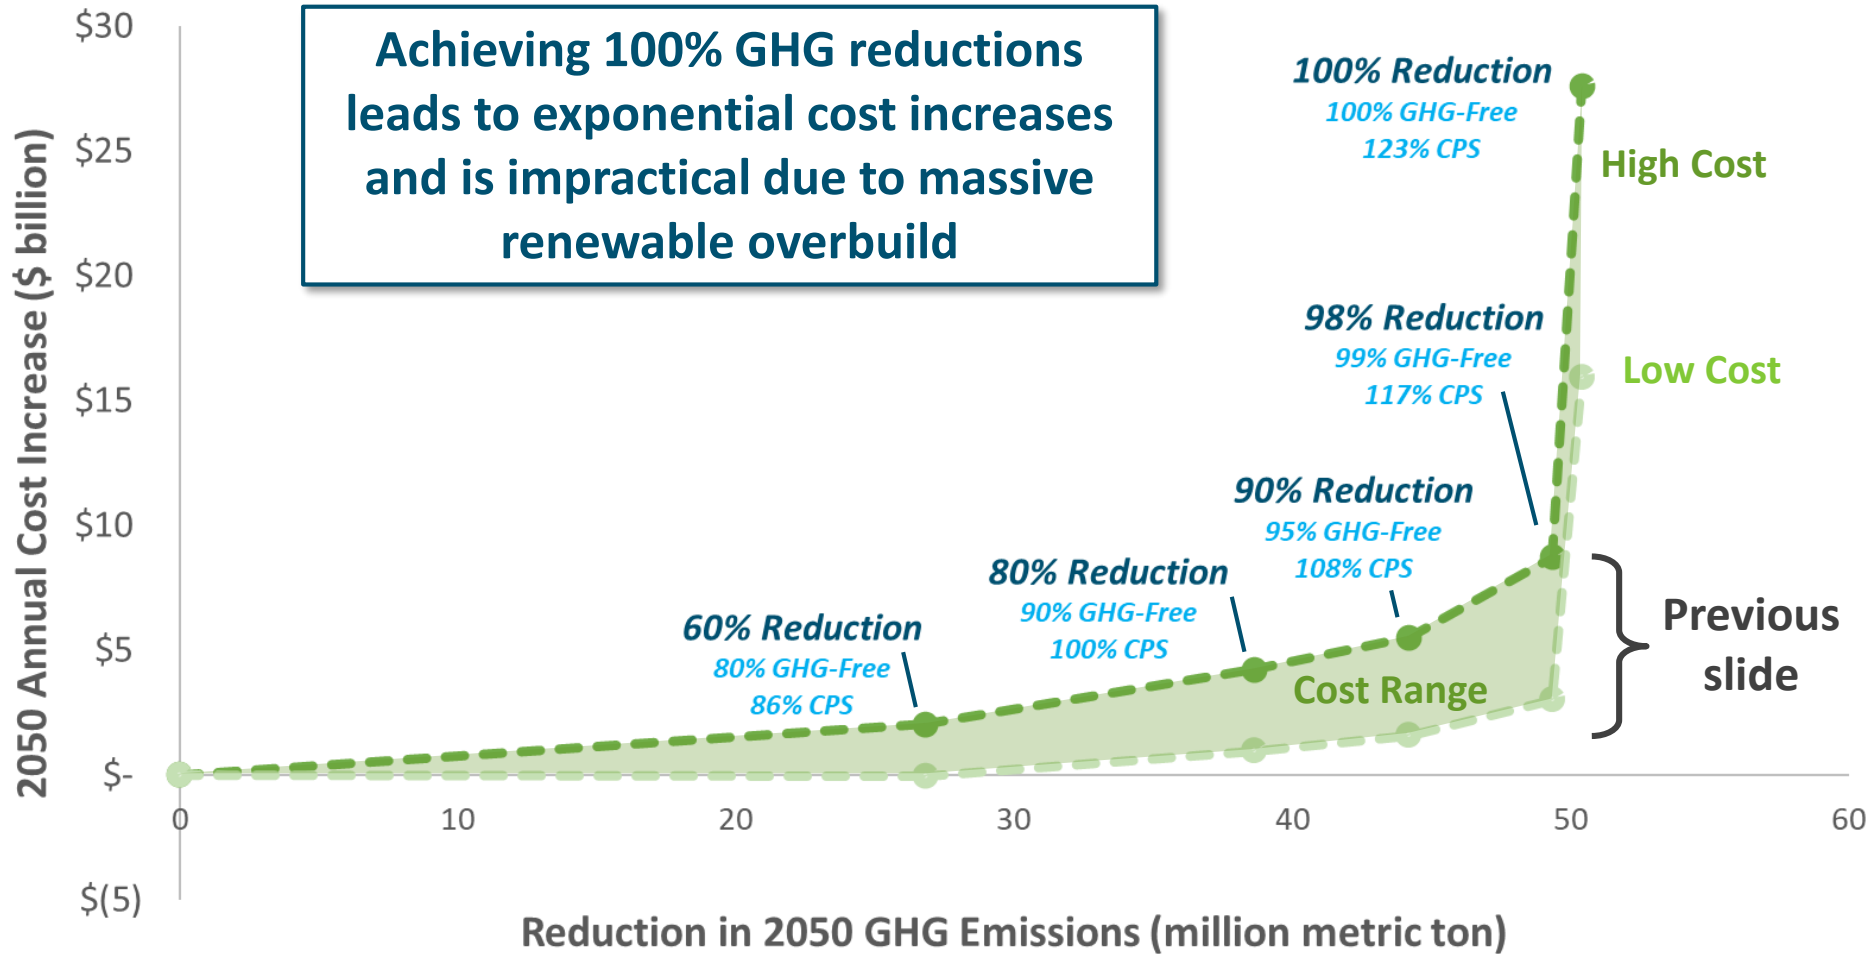 Achieving 100% GHG reductions
leads to exponential cost increases
and is impractical due to massive
renewable overbuild
2050 Annual Cost Increase ($ billion)
$30
$25
$20
$15
$10
$5
$-
$(5)
100% Reduction
100% GHG-Free
123% CPS
High Cost
98% Reduction
99% GHG-Free
117% CPS
Low Cost
90% Reduction
95% GHG-Free
108% CPS
80% Reduction
90% GHG-Free
100% CPS
60% Reduction
80% GHG-Free
86% CPS
Cost Range
Previous
slide
0
10
20
30
40
50
60
Reduction in 2050 GHG Emissions (million metric ton)